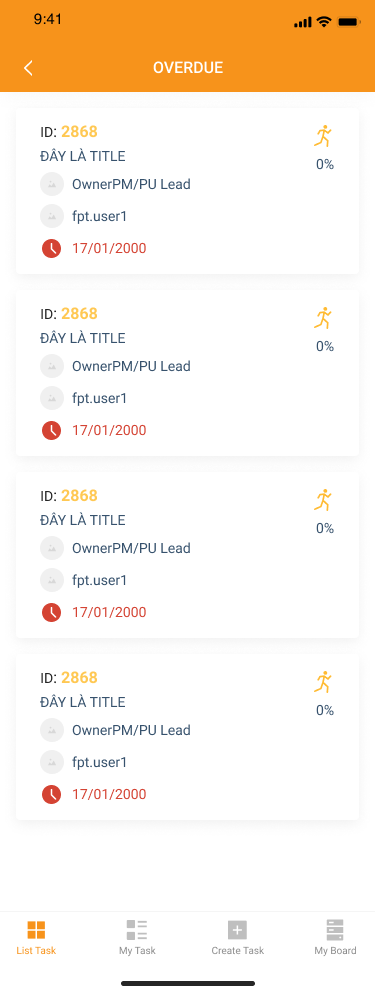 9:41
OVERDUE
ID: 2868
0%
ĐÂY LÀ TITLE
OwnerPM/PU Lead
fpt.user1
17/01/2000
ID: 2868
0%
ĐÂY LÀ TITLE
OwnerPM/PU Lead
fpt.user1
17/01/2000
ID: 2868
0%
ĐÂY LÀ TITLE
OwnerPM/PU Lead
fpt.user1
17/01/2000
ID: 2868
0%
ĐÂY LÀ TITLE
OwnerPM/PU Lead
fpt.user1
17/01/2000
List Task My Task Create Task My Board